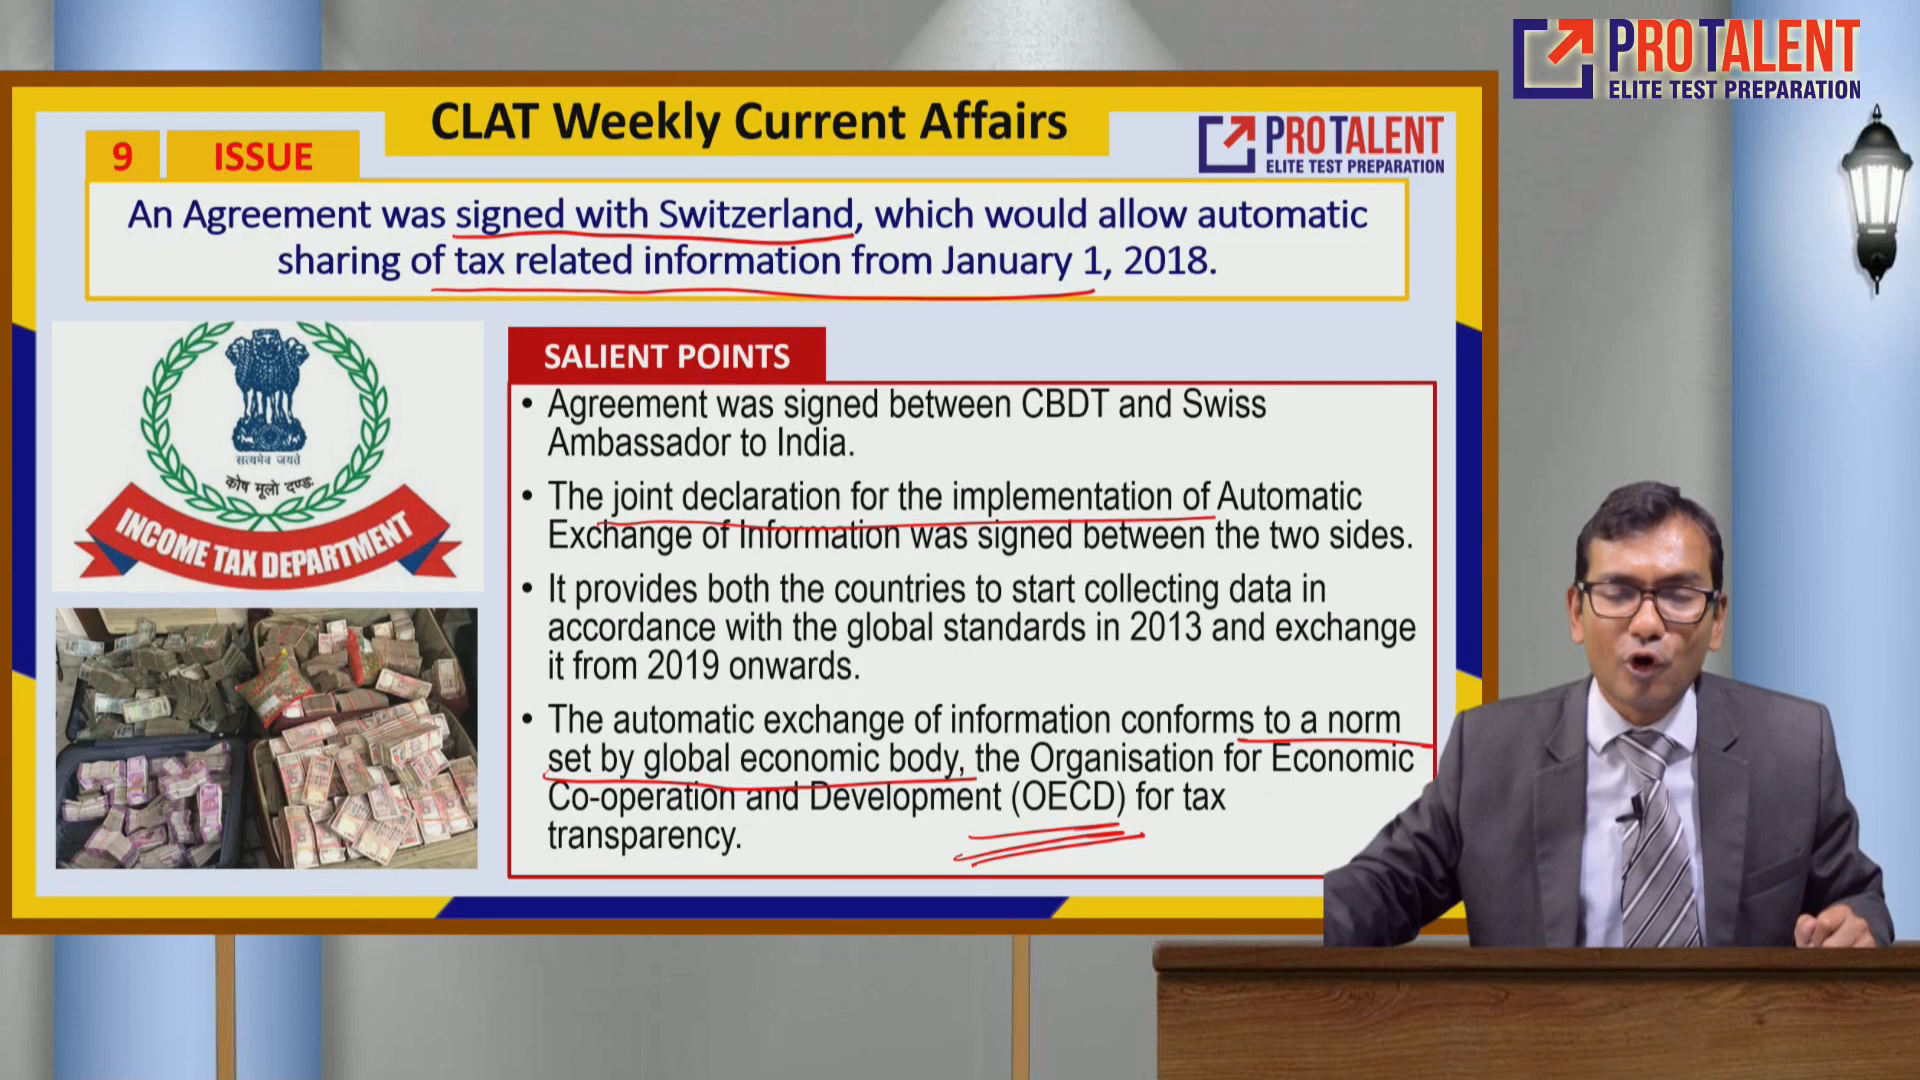 PROTALENT
ELITE TEST PREPARATION
CLAT Weekly Current Affairs
9 ISSUE
PROTALENT
ELITE TEST PREPARATION
An Agreement was signed with Switzerland, which would allow automatic
sharing of tax related information from January 1, 2018.
सत्यमेव जयते
कोष मूलो दण्डः
INCOME TAX DEPARTMENT
SALIENT POINTS
• Agreement was signed between CBDT and Swiss
Ambassador to India.
• The joint declaration for the implementation of Automatic
Exchange of Information was signed between the two sides.
• It provides both the countries to start collecting data in
accordance with the global standards in 2013 and exchange
it from 2019 onwards.
• The automatic exchange of information conforms to a norm
set by global economic body, the Organisation for Economic
Co-operation and Development (OECD) for tax
transparency.